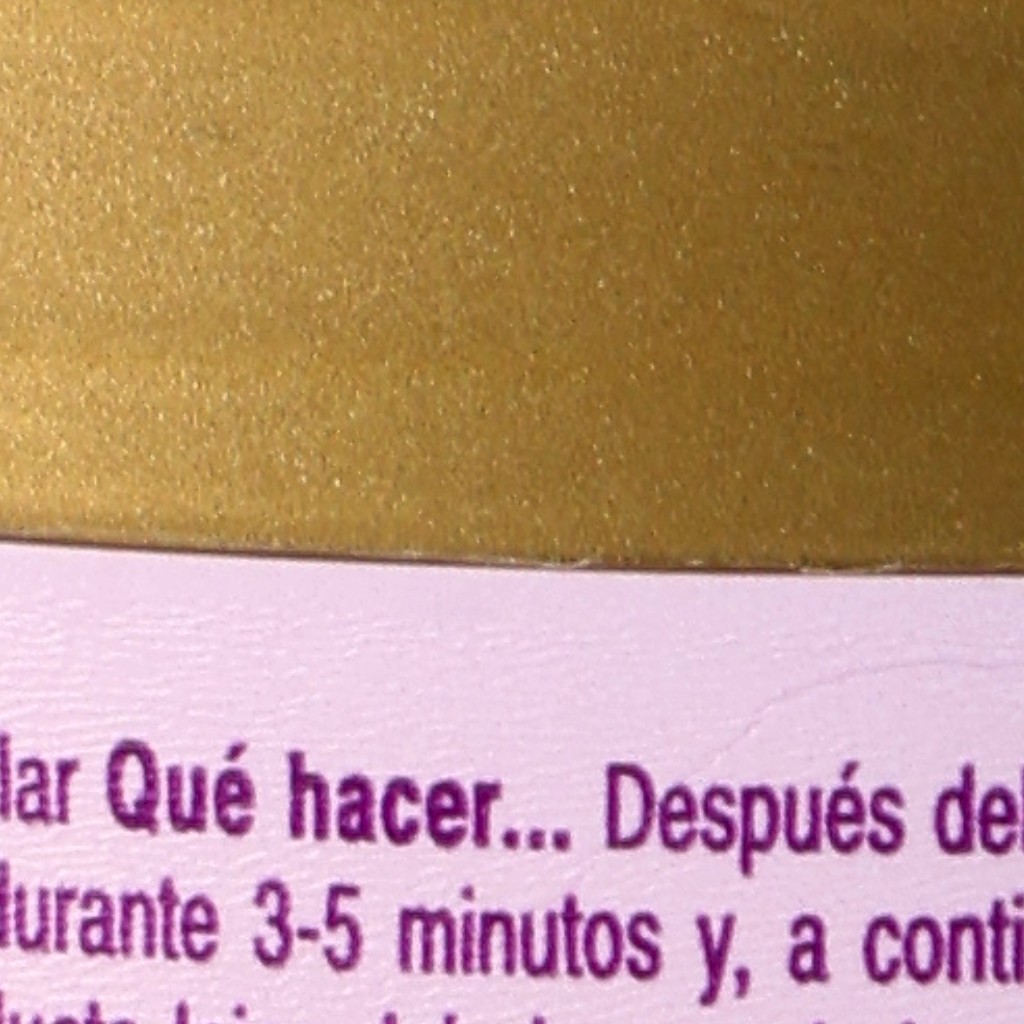 lar Qué hacer... Después del
durante 3-5 minutos y, a conti